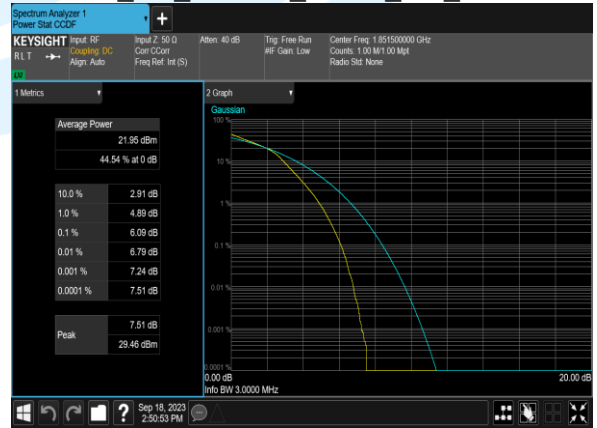 Spectrum Analyzer 1
Power Stat CCDF
KEYSIGHT
RLT
LXI
Input: RF
Coupling: DC
Align: Auto
Input Z: 50 Ω
Corr CCorr
Freq Ref: Int (S)
Atten: 40 dB
Trig: Free Run
#IF Gain: Low
Center Freq: 1.851500000 GHz
Counts: 1.00 M/1.00 Mpt
Radio Std: None
1 Metrics
Average Power
21.95 dBm
44.54 % at 0 dB
10.0 % 2.91 dB
1.0 % 4.89 dB
0.1 % 6.09 dB
0.01 % 6.79 dB
0.001 % 7.24 dB
0.0001 % 7.51 dB
Peak
7.51 dB
29.46 dBm
2 Graph
Gaussian
100 %
10 %
1 %
0.1 %
0.01 %
0.001 %
0.0001 %
0.00 dB 20.00 dB
Info BW 3.0000 MHz
?
Sep 18, 2023
2:50:53 PM